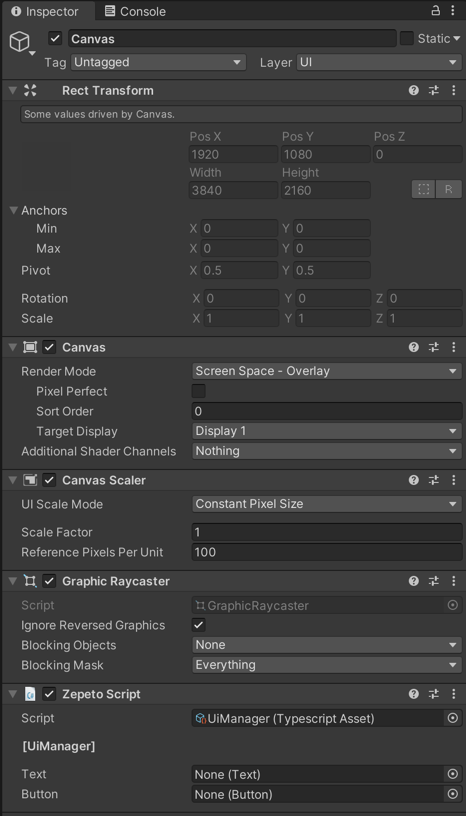 Inspector Console
Canvas Static
Tag Untagged Layer UI
Rect Transform
Some values driven by Canvas.
Pos X Pos Y Pos Z
1920 1080 0
Width Height
3840 2160 R
Anchors
Min X 0 Y 0
Max X 0 Y 0
Pivot X 0.5 Y 0.5
Rotation X 0 Y 0 Z 0
Scale X 1 Y 1 Z 1
Canvas
Render Mode Screen Space - Overlay
Pixel Perfect
Sort Order 0
Target Display Display 1
Additional Shader Channels Nothing
Canvas Scaler
UI Scale Mode Constant Pixel Size
Scale Factor 1
Reference Pixels Per Unit 100
Graphic Raycaster
Script GraphicRaycaster
Ignore Reversed Graphics
Blocking Objects None
Blocking Mask Everything
Zepeto Script
Script UiManager (Typescript Asset)
[UiManager]
Text None (Text)
Button None (Button)